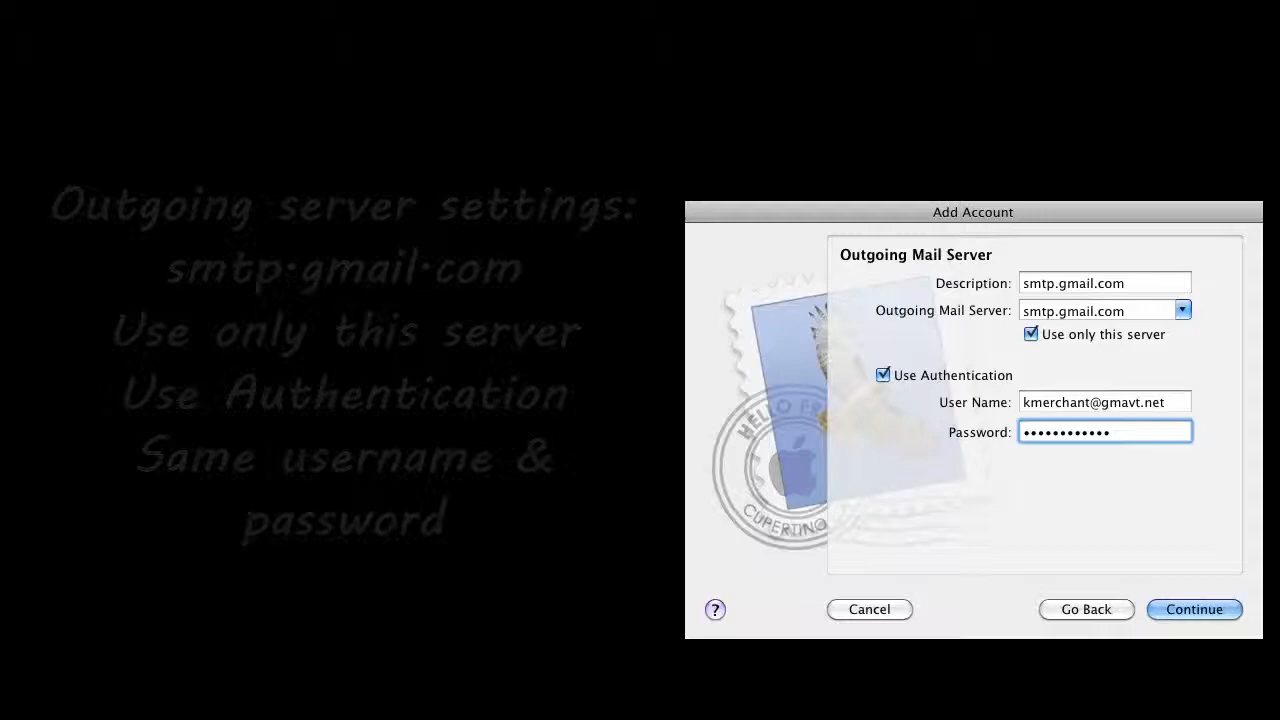 Outgoing server settings:
smtp.gmail.com
Use only this server
Use Authentication
Same username &
password
Add Account
Outgoing Mail Server
Description: smtp.gmail.com
Outgoing Mail Server: smtp.gmail.com
Use only this server
Use Authentication
User Name: kmerchant@gmavt.net
Password: ••••••••••••
HELLO FR
CUPERTINO
? Cancel Go Back Continue